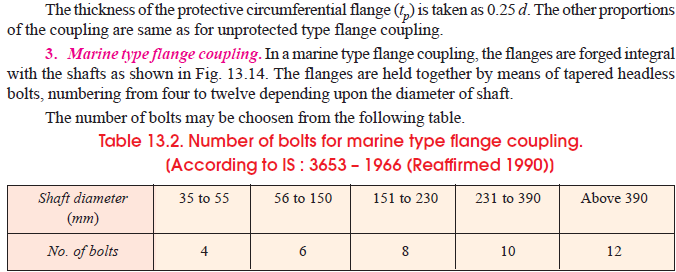 The thickness of the protective circumferential flange (tp) is taken as 0.25 d. The other proportions
of the coupling are same as for unprotected type flange coupling.
3. Marine type flange coupling. In a marine type flange coupling, the flanges are forged integral
with the shafts as shown in Fig. 13.14. The flanges are held together by means of tapered headless
bolts, numbering from four to twelve depending upon the diameter of shaft.
The number of bolts may be choosen from the following table.
Table 13.2. Number of bolts for marine type flange coupling.
(According to IS : 3653 – 1966 (Reaffirmed 1990))
Shaft diameter 35 to 55 56 to 150 151 to 230 231 to 390 Above 390
(mm)
No. of bolts 4 6 8 10 12